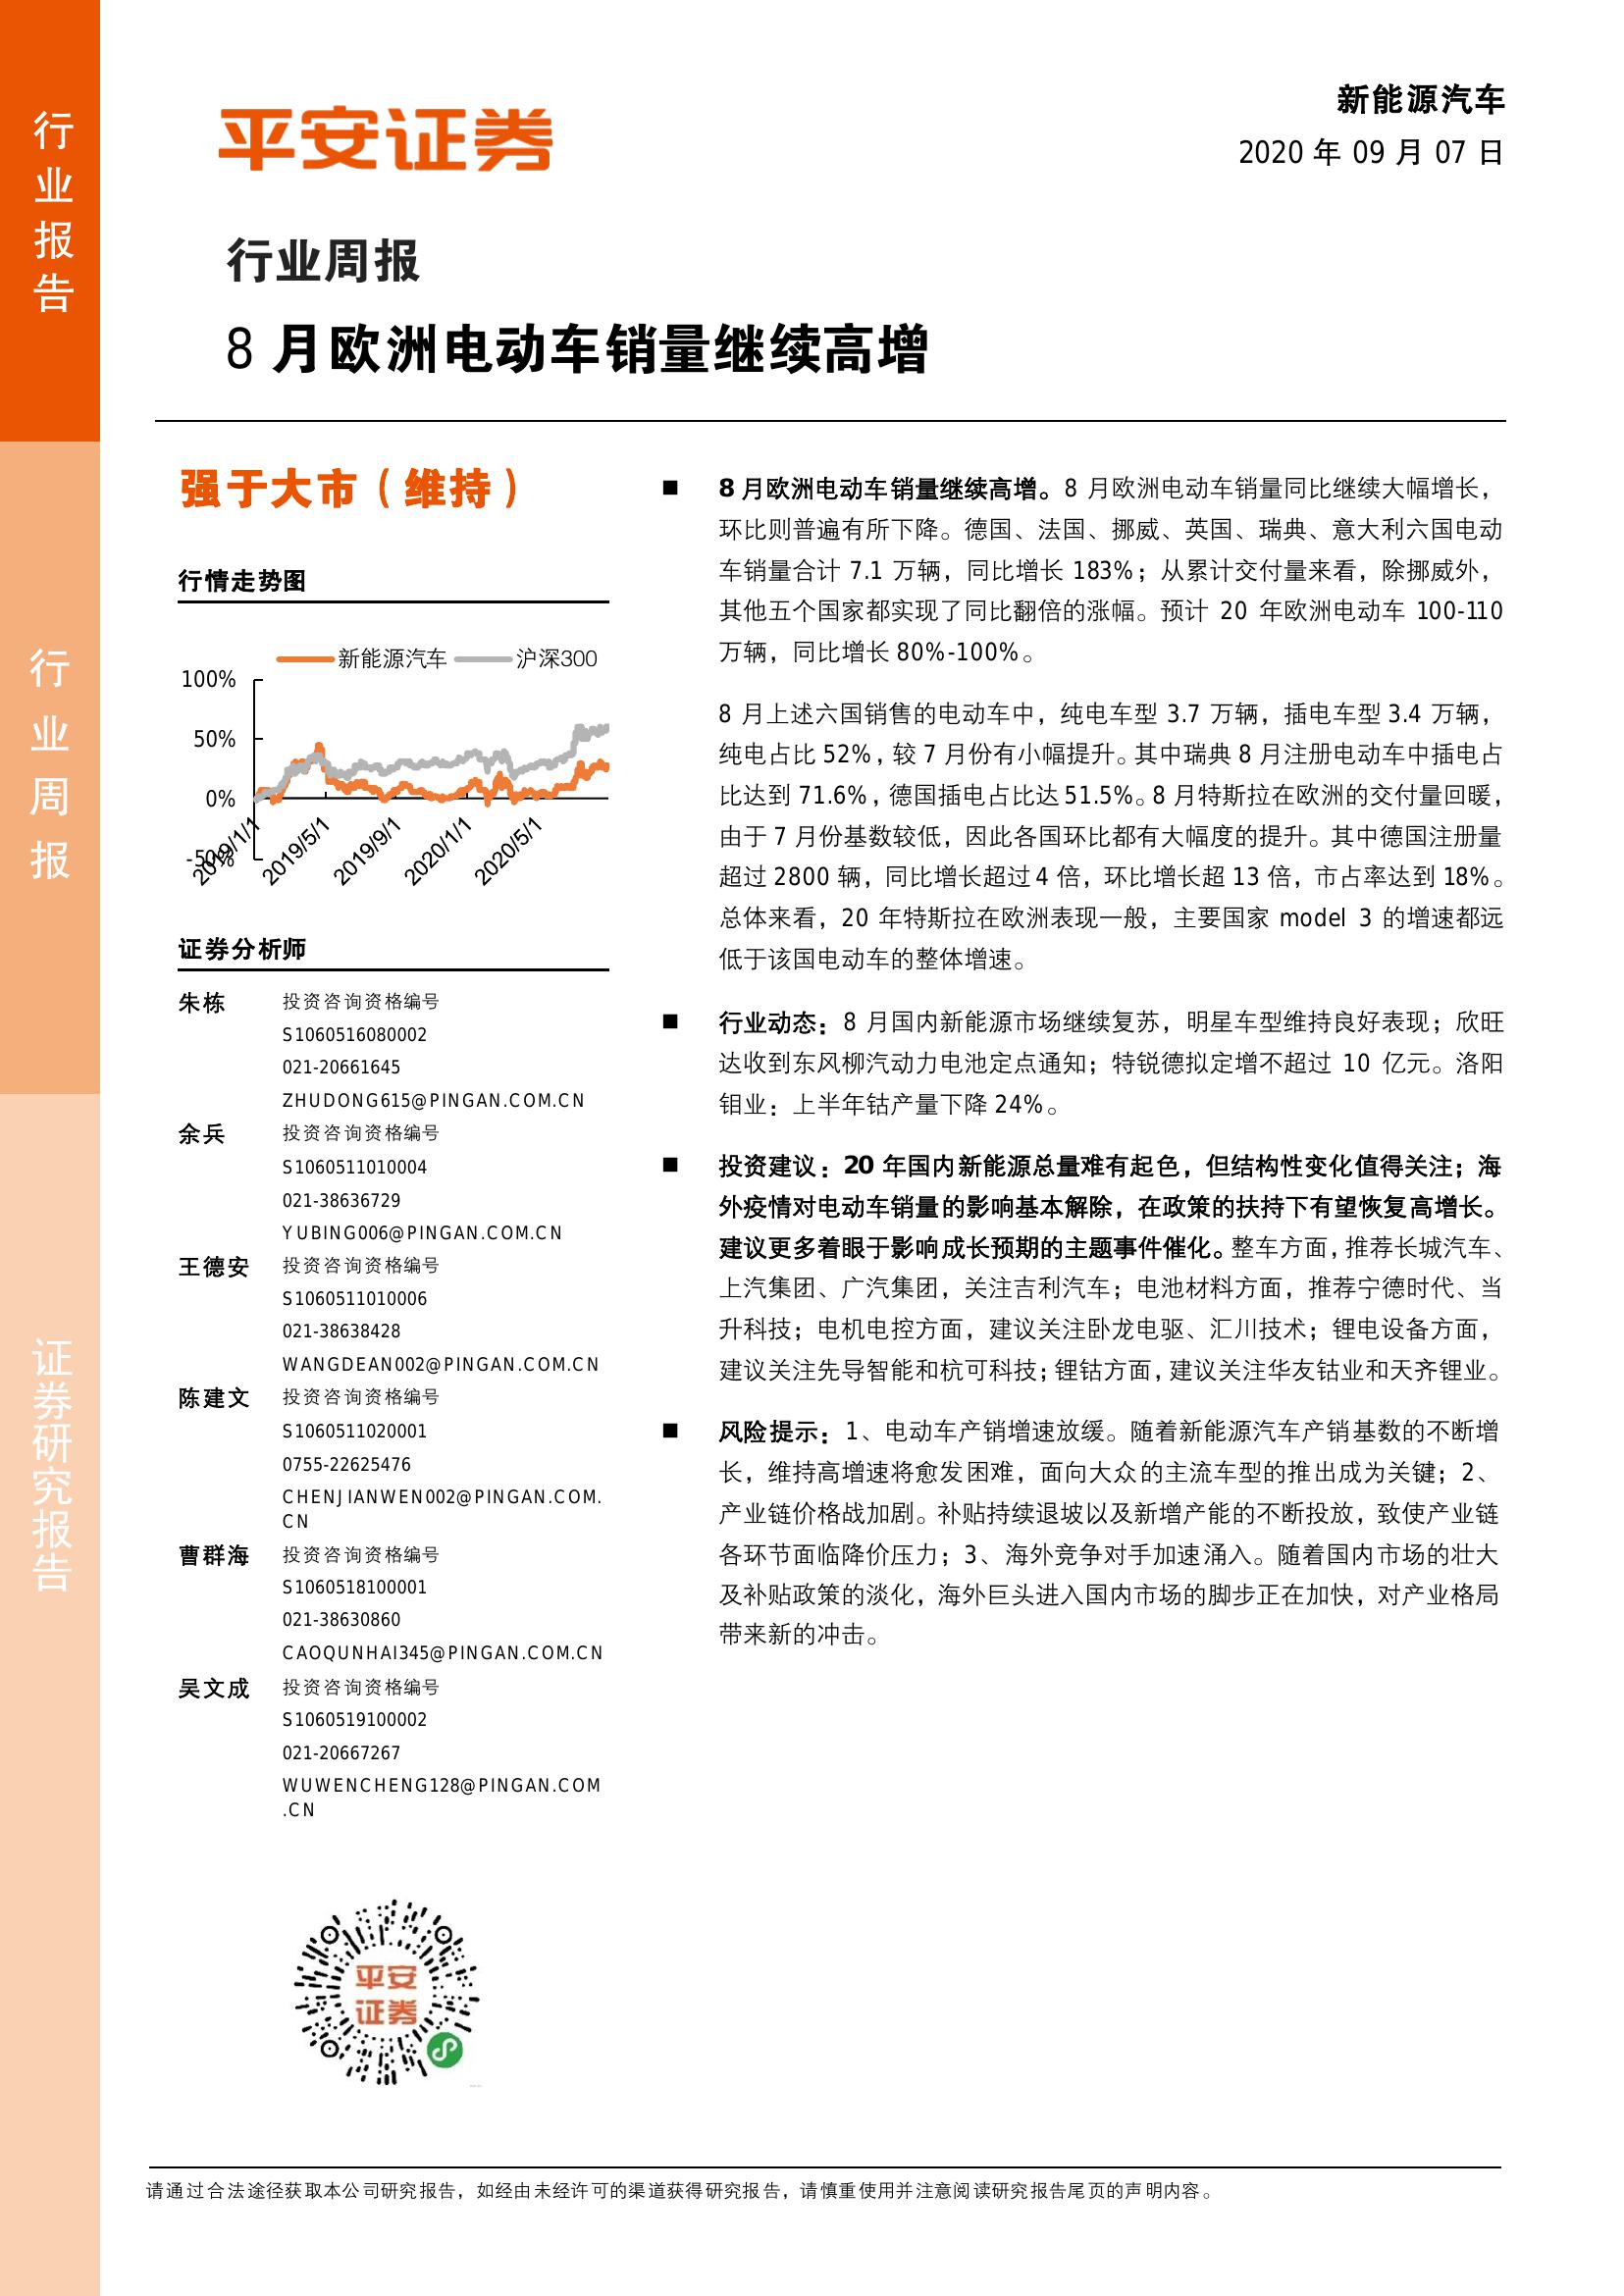 行业报告
行业周报
证券研究报告
平安证券
新能源汽车
2020 年 09 月 07 日
行业周报
8 月欧洲电动车销量继续高增
强于大市（维持）
行情走势图
新能源汽车 沪深300
100%
50%
0%
-50%
2019/1/1 2019/5/1 2019/9/1 2020/1/1 2020/5/1
证券分析师
朱栋 投资咨询资格编号
S1060516080002
021-20661645
ZHUDONG615@PINGAN.COM.CN
余兵 投资咨询资格编号
S1060511010004
021-38636729
YUBING006@PINGAN.COM.CN
王德安 投资咨询资格编号
S1060511010006
021-38638428
WANGDEAN002@PINGAN.COM.CN
陈建文 投资咨询资格编号
S1060511020001
0755-22625476
CHENJIANWEN002@PINGAN.COM.
CN
曹群海 投资咨询资格编号
S1060518100001
021-38630860
CAOQUNHAI345@PINGAN.COM.CN
吴文成 投资咨询资格编号
S1060519100002
021-20667267
WUWENCHENG128@PINGAN.COM
.CN
平安
证券
■ 8 月欧洲电动车销量继续高增。8 月欧洲电动车销量同比继续大幅增长，
环比则普遍有所下降。德国、法国、挪威、英国、瑞典、意大利六国电动
车销量合计 7.1 万辆，同比增长 183%；从累计交付量来看，除挪威外，
其他五个国家都实现了同比翻倍的涨幅。预计 20 年欧洲电动车 100-110
万辆，同比增长 80%-100%。
8 月上述六国销售的电动车中，纯电车型 3.7 万辆，插电车型 3.4 万辆，
纯电占比 52%，较 7 月份有小幅提升。其中瑞典 8 月注册电动车中插电占
比达到 71.6%，德国插电占比达 51.5%。8 月特斯拉在欧洲的交付量回暖，
由于 7 月份基数较低，因此各国环比都有大幅度的提升。其中德国注册量
超过 2800 辆，同比增长超过 4 倍，环比增长超 13 倍，市占率达到 18%。
总体来看，20 年特斯拉在欧洲表现一般，主要国家 model 3 的增速都远
低于该国电动车的整体增速。
■ 行业动态：8 月国内新能源市场继续复苏，明星车型维持良好表现；欣旺
达收到东风柳汽动力电池定点通知；特锐德拟定增不超过 10 亿元。洛阳
钼业：上半年钴产量下降 24%。
■ 投资建议：20 年国内新能源总量难有起色，但结构性变化值得关注；海
外疫情对电动车销量的影响基本解除，在政策的扶持下有望恢复高增长。
建议更多着眼于影响成长预期的主题事件催化。整车方面，推荐长城汽车、
上汽集团、广汽集团，关注吉利汽车；电池材料方面，推荐宁德时代、当
升科技；电机电控方面，建议关注卧龙电驱、汇川技术；锂电设备方面，
建议关注先导智能和杭可科技；锂钴方面，建议关注华友钴业和天齐锂业。
■ 风险提示：1、电动车产销增速放缓。随着新能源汽车产销基数的不断增
长，维持高增速将愈发困难，面向大众的主流车型的推出成为关键；2、
产业链价格战加剧。补贴持续退坡以及新增产能的不断投放，致使产业链
各环节面临降价压力；3、海外竞争对手加速涌入。随着国内市场的壮大
及补贴政策的淡化，海外巨头进入国内市场的脚步正在加快，对产业格局
带来新的冲击。
请通过合法途径获取本公司研究报告，如经由未经许可的渠道获得研究报告，请慎重使用并注意阅读研究报告尾页的声明内容。